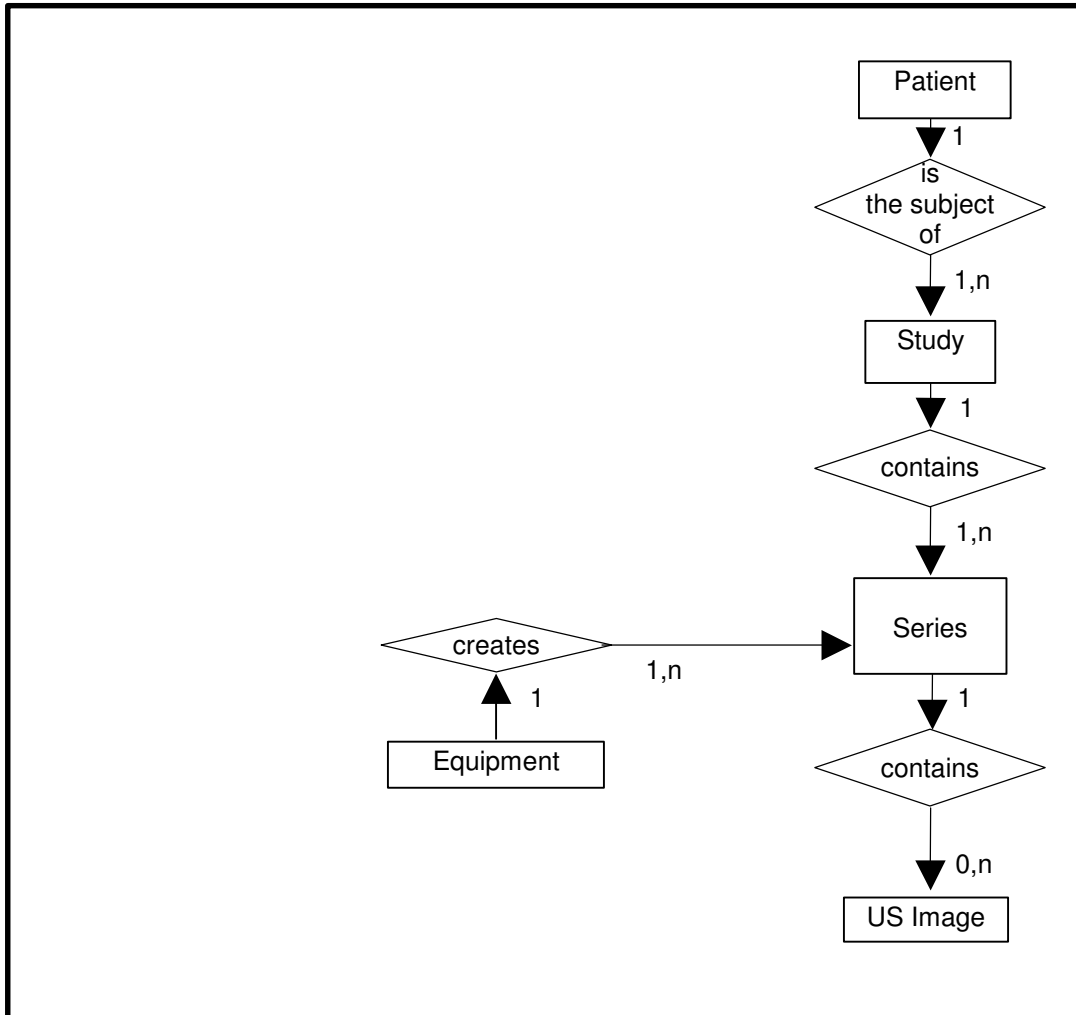 Patient
1
is
the subject
of
1,n
Study
1
contains
1,n
Series
creates
1,n
1
1
Equipment
contains
0,n
US Image